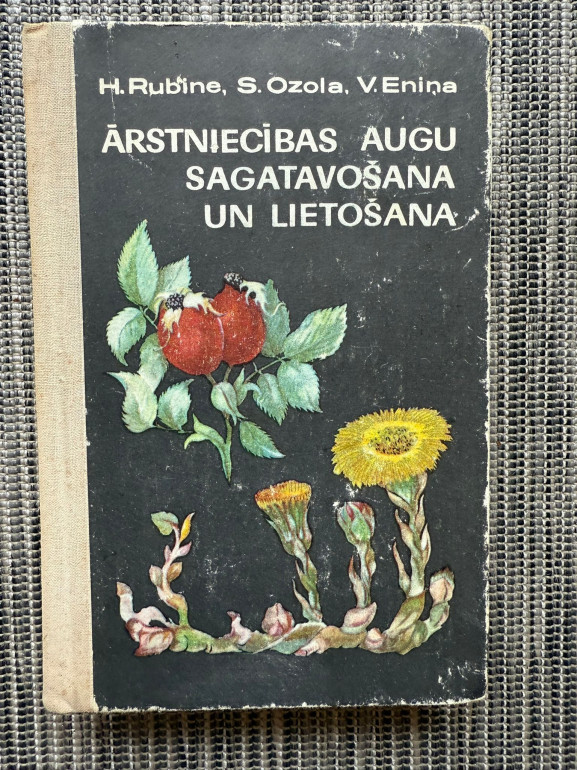 H. Rubine, S. Ozola, V. Eniņa
ĀRSTNIECĪBAS AUGU
SAGATAVOŠANA
UN LIETOŠANA